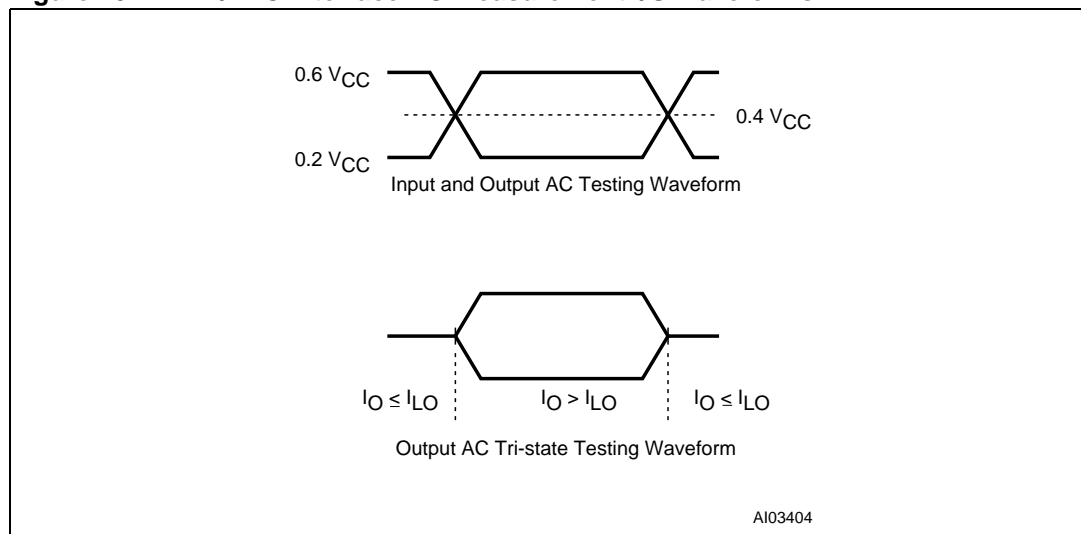 0.6 VCC
0.4 VCC
0.2 VCC
Input and Output AC Testing Waveform
IO ≤ ILO
IO > ILO
IO ≤ ILO
Output AC Tri-state Testing Waveform
AI03404